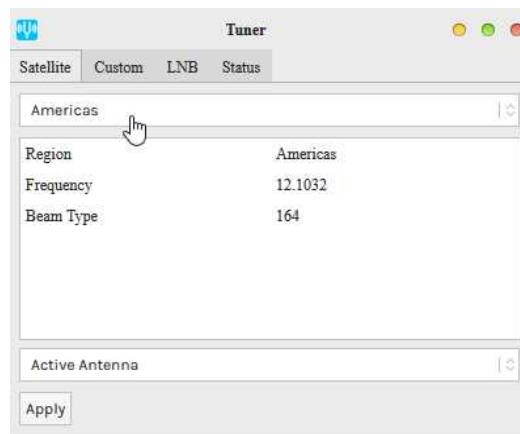 Tuner
Satellite Custom LNB Status
Americas
Region Americas
Frequency 12.1032
Beam Type 164
Active Antenna
Apply